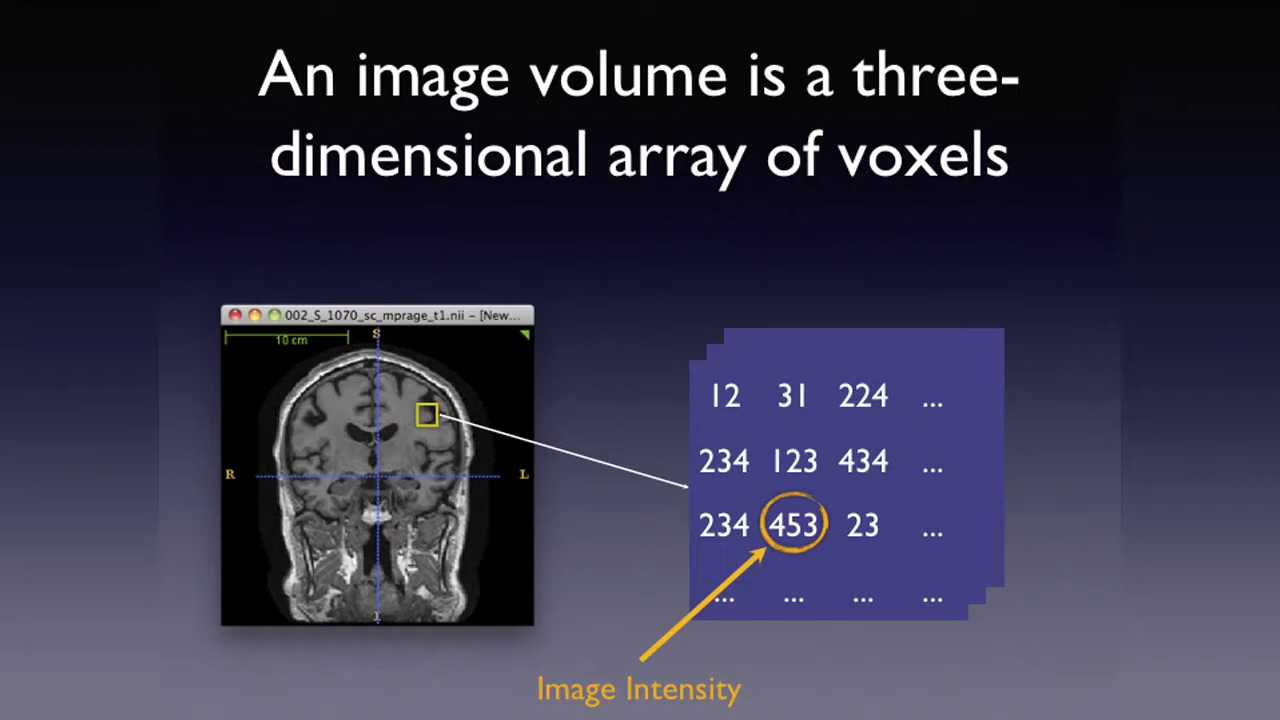 An image volume is a three-
dimensional array of voxels
002_S_1070_sc_mprage_t1.nii – [New...
S
10 cm
R
L
I
12 31 224 ...
234 123 434 ...
234 453 23 ...
... ... ... ...
Image Intensity